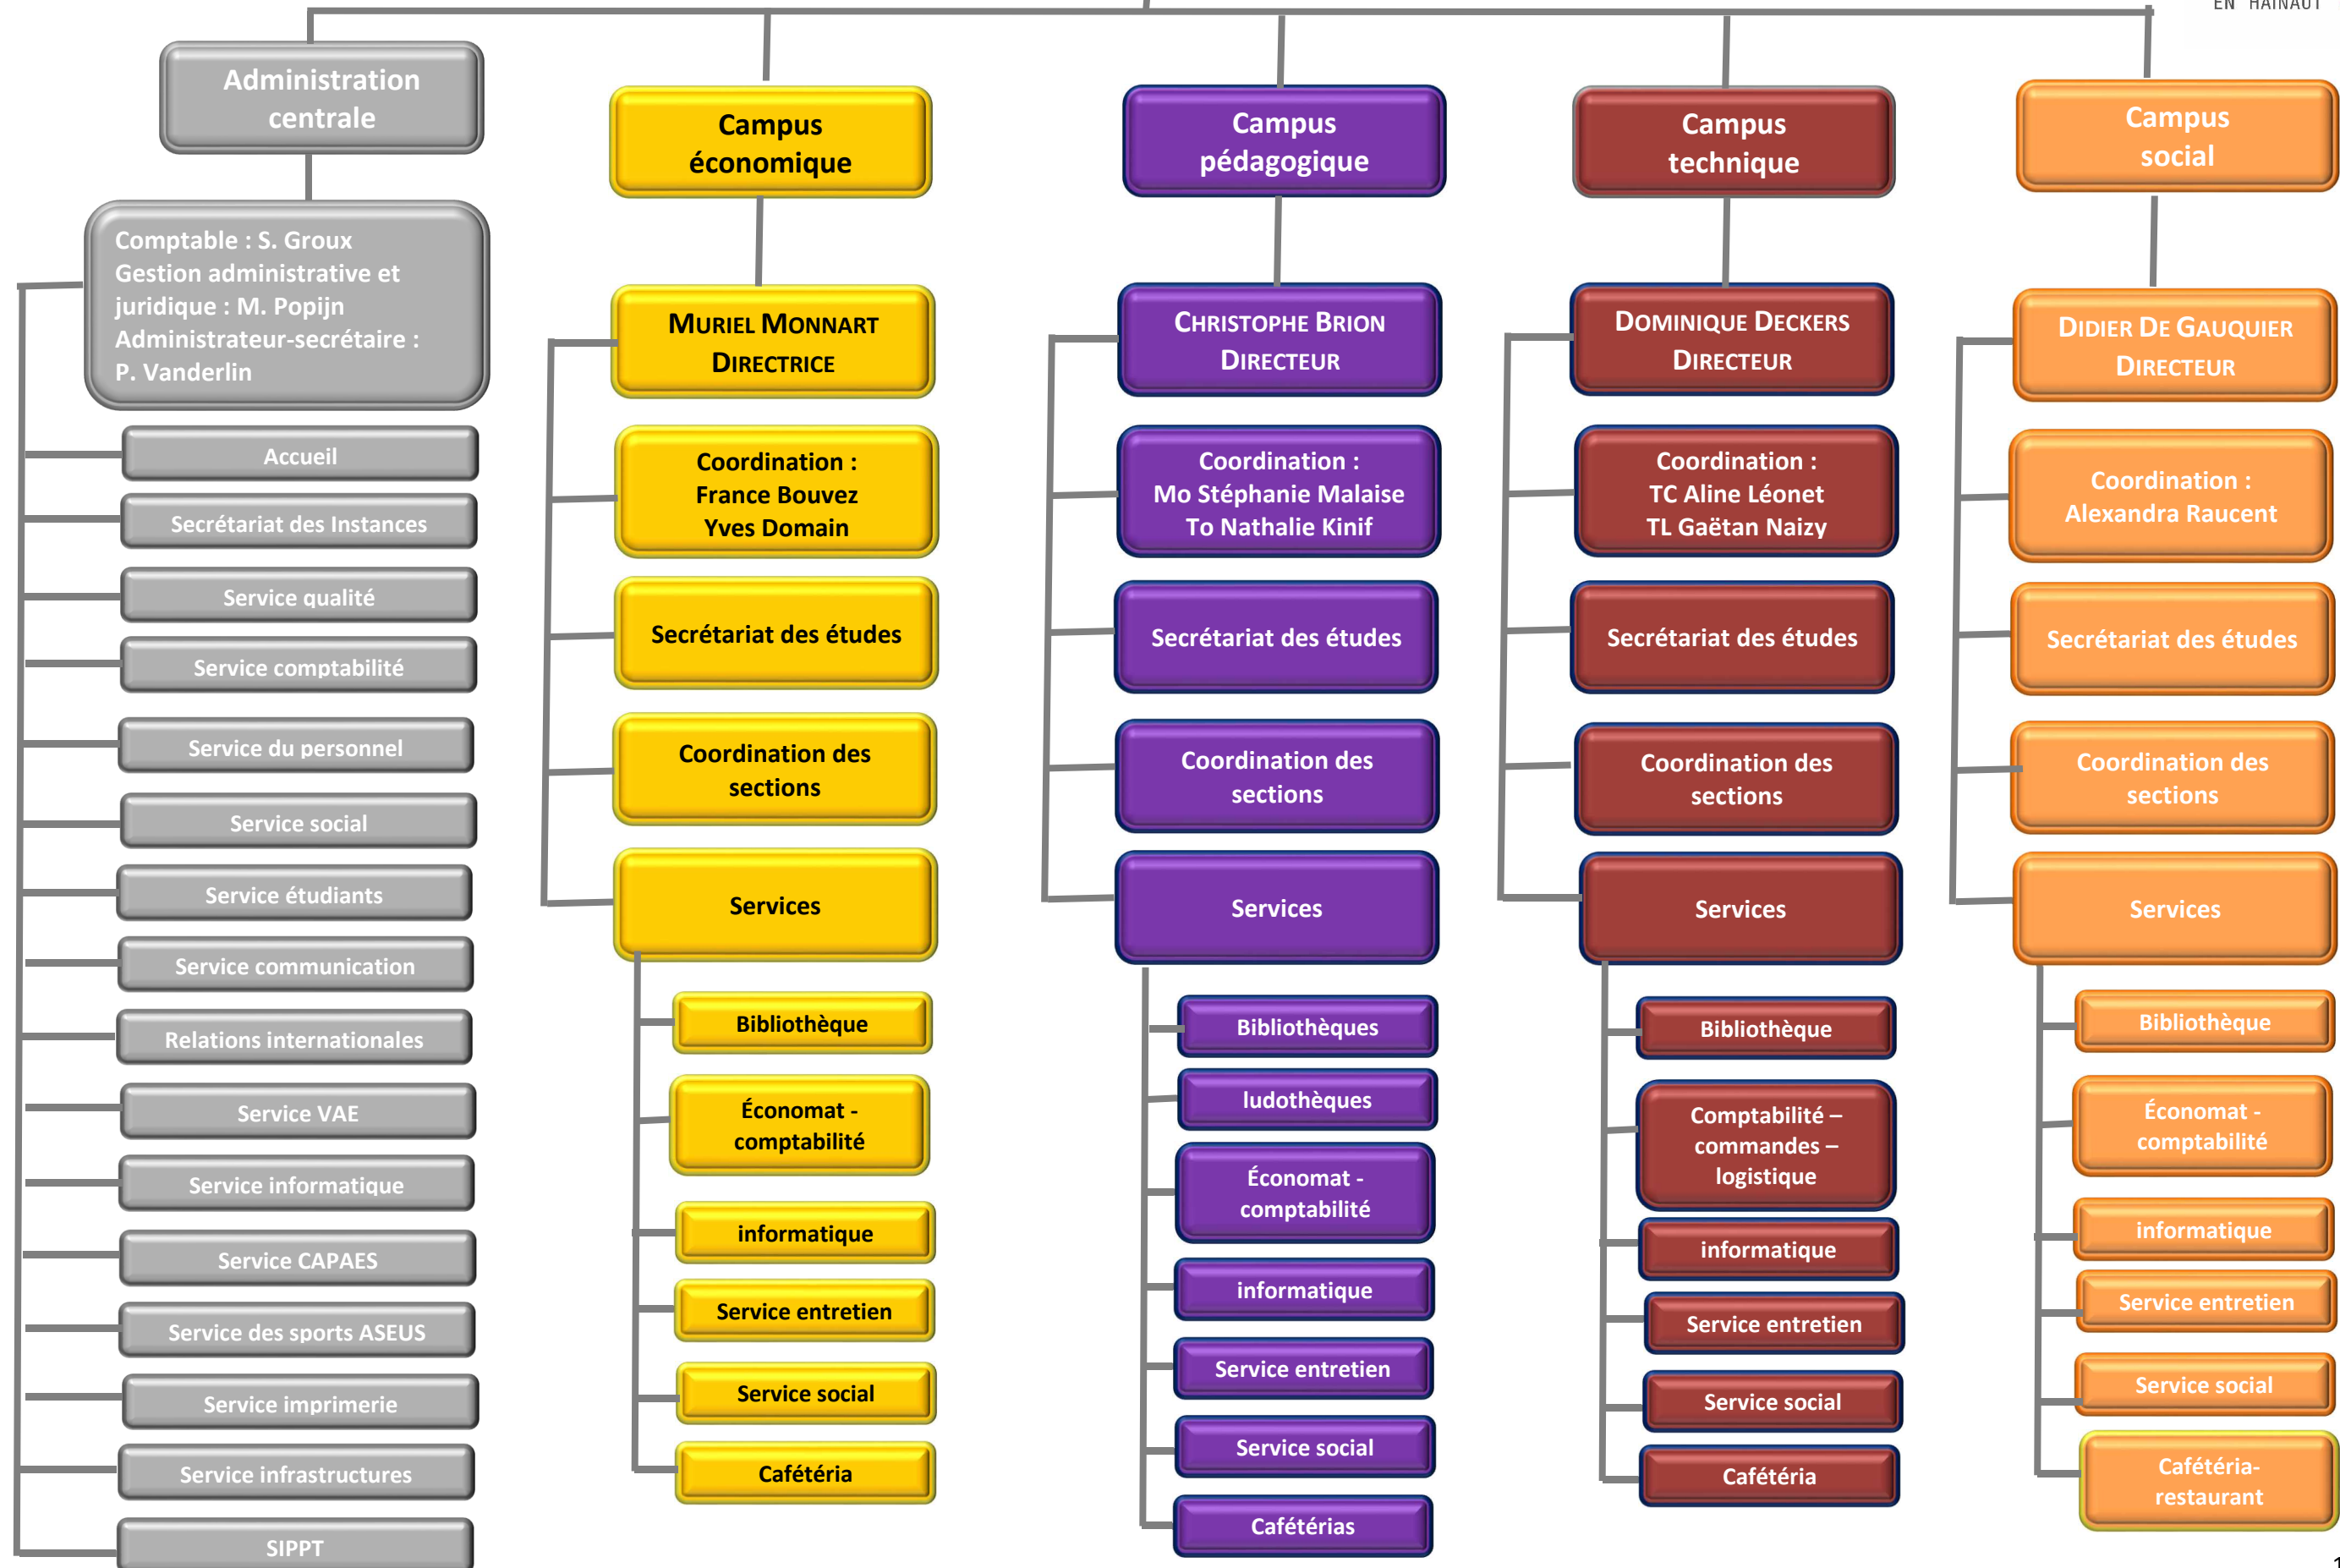 EN HAINAUT
Administration
centrale
Comptable : S. Groux
Gestion administrative et
juridique : M. Popijn
Administrateur-secrétaire :
P. Vanderlin
Accueil
Secrétariat des Instances
Service qualité
Service comptabilité
Service du personnel
Service social
Service étudiants
Service communication
Relations internationales
Service VAE
Service informatique
Service CAPAES
Service des sports ASEUS
Service imprimerie
Service infrastructures
SIPPT
Campus
économique
MURIEL MONNART
DIRECTRICE
Coordination :
France Bouvez
Yves Domain
Secrétariat des études
Coordination des
sections
Services
Bibliothèque
Économat -
comptabilité
informatique
Service entretien
Service social
Cafétéria
Campus
pédagogique
CHRISTOPHE BRION
DIRECTEUR
Coordination :
Mo Stéphanie Malaise
To Nathalie Kinif
Secrétariat des études
Coordination des
sections
Services
Bibliothèques
ludothèques
Économat -
comptabilité
informatique
Service entretien
Service social
Cafétérias
Campus
technique
DOMINIQUE DECKERS
DIRECTEUR
Coordination :
TC Aline Léonet
TL Gaëtan Naizy
Secrétariat des études
Coordination des
sections
Services
Bibliothèque
Comptabilité –
commandes –
logistique
informatique
Service entretien
Service social
Cafétéria
Campus
social
DIDIER DE GAUQUIER
DIRECTEUR
Coordination :
Alexandra Raucent
Secrétariat des études
Coordination des
sections
Services
Bibliothèque
Économat -
comptabilité
informatique
Service entretien
Service social
Cafétéria-
restaurant
1